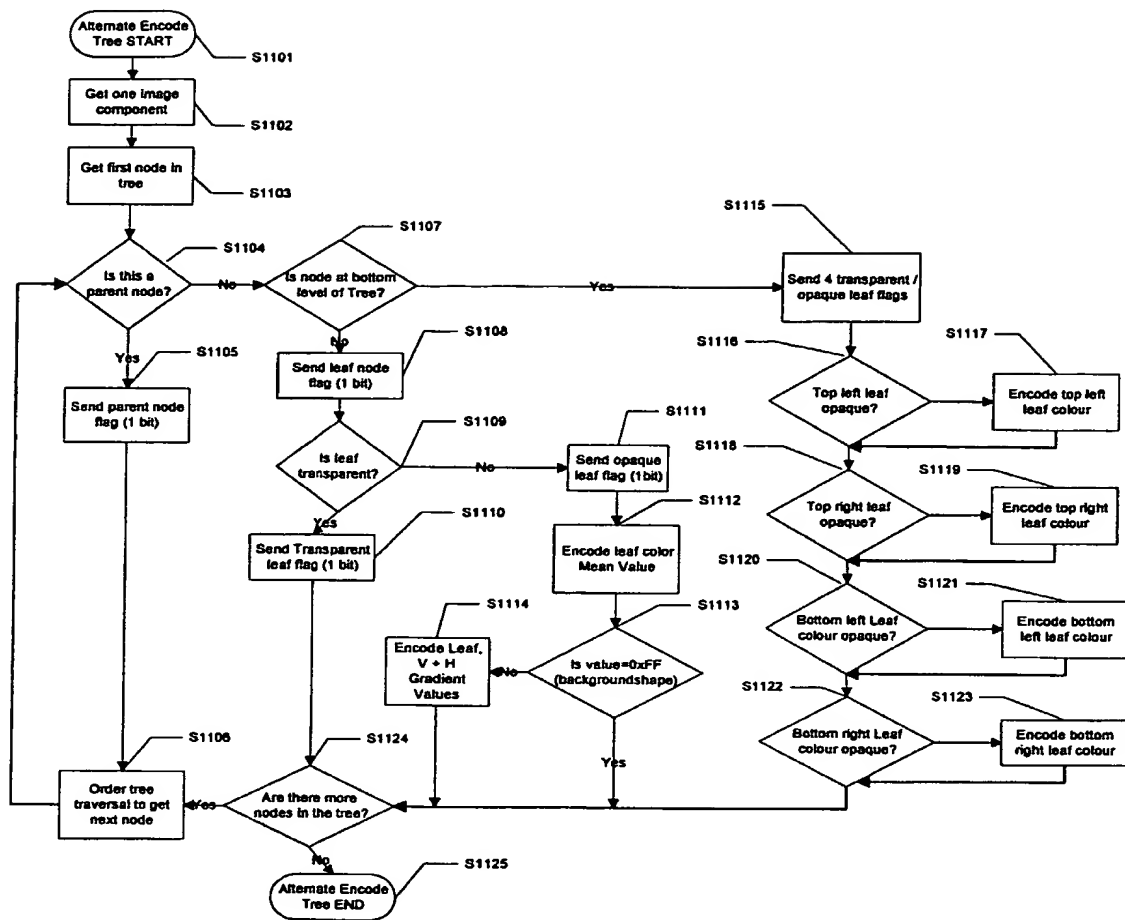 Alternate Encode
Tree START
S1101
Get one image
component
S1102
Get first node in
tree
S1103
S1104
Is this a
parent node?
No
Yes
S1105
Send parent node
flag (1 bit)
S1106
Order tree
traversal to get
next node
S1107
Is node at bottom
level of Tree?
Yes
No
S1108
Send leaf node
flag (1 bit)
S1109
Is leaf
transparent?
No
Yes
S1110
Send Transparent
leaf flag (1 bit)
S1111
Send opaque
leaf flag (1bit)
S1112
Encode leaf color
Mean Value
S1113
Is value=0xFF
(backgroundshape)
No
Yes
S1114
Encode Leaf,
V + H
Gradient
Values
S1115
Send 4 transparent /
opaque leaf flags
S1116
Top left leaf
opaque?
S1117
Encode top left
leaf colour
S1118
Top right leaf
opaque?
S1119
Encode top right
leaf colour
S1120
Bottom left Leaf
colour opaque?
S1121
Encode bottom
left leaf colour
S1122
Bottom right Leaf
colour opaque?
S1123
Encode bottom
right leaf colour
S1124
Are there more
nodes in the tree?
Yes
No
S1125
Alternate Encode
Tree END